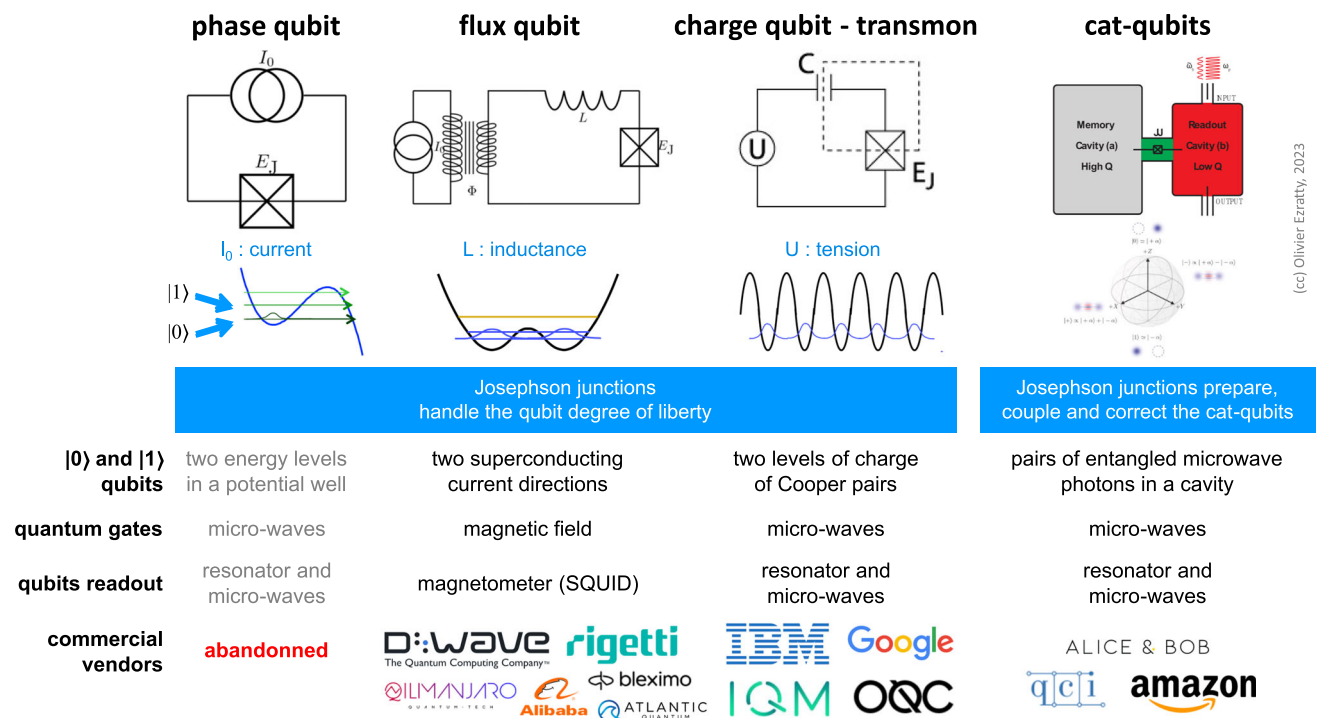 phase qubit
flux qubit
charge qubit - transmon
cat-qubits
I₀
E_J
I₀ : current
|1⟩
|0⟩
L
Φ
E_J
L : inductance
C
U
E_J
U : tension
INPUT
Memory
Cavity (a)
High Q
JJ
Readout
Cavity (b)
Low Q
OUTPUT
+Z
+X
+Y
(cc) Olivier Ezratty, 2023
Josephson junctions
handle the qubit degree of liberty
Josephson junctions prepare,
couple and correct the cat-qubits
|0⟩ and |1⟩
qubits
two energy levels
in a potential well
two superconducting
current directions
two levels of charge
of Cooper pairs
pairs of entangled microwave
photons in a cavity
quantum gates
micro-waves
magnetic field
micro-waves
micro-waves
qubits readout
resonator and
micro-waves
magnetometer (SQUID)
resonator and
micro-waves
resonator and
micro-waves
commercial
vendors
abandonned
D::WAVE
The Quantum Computing Company™
rigetti
QILIMANJARO
QUANTUM-TECH
Alibaba
bleximo
ATLANTIC
QUANTUM
IBM
Google
IQM
OQC
ALICE & BOB
qci
amazon